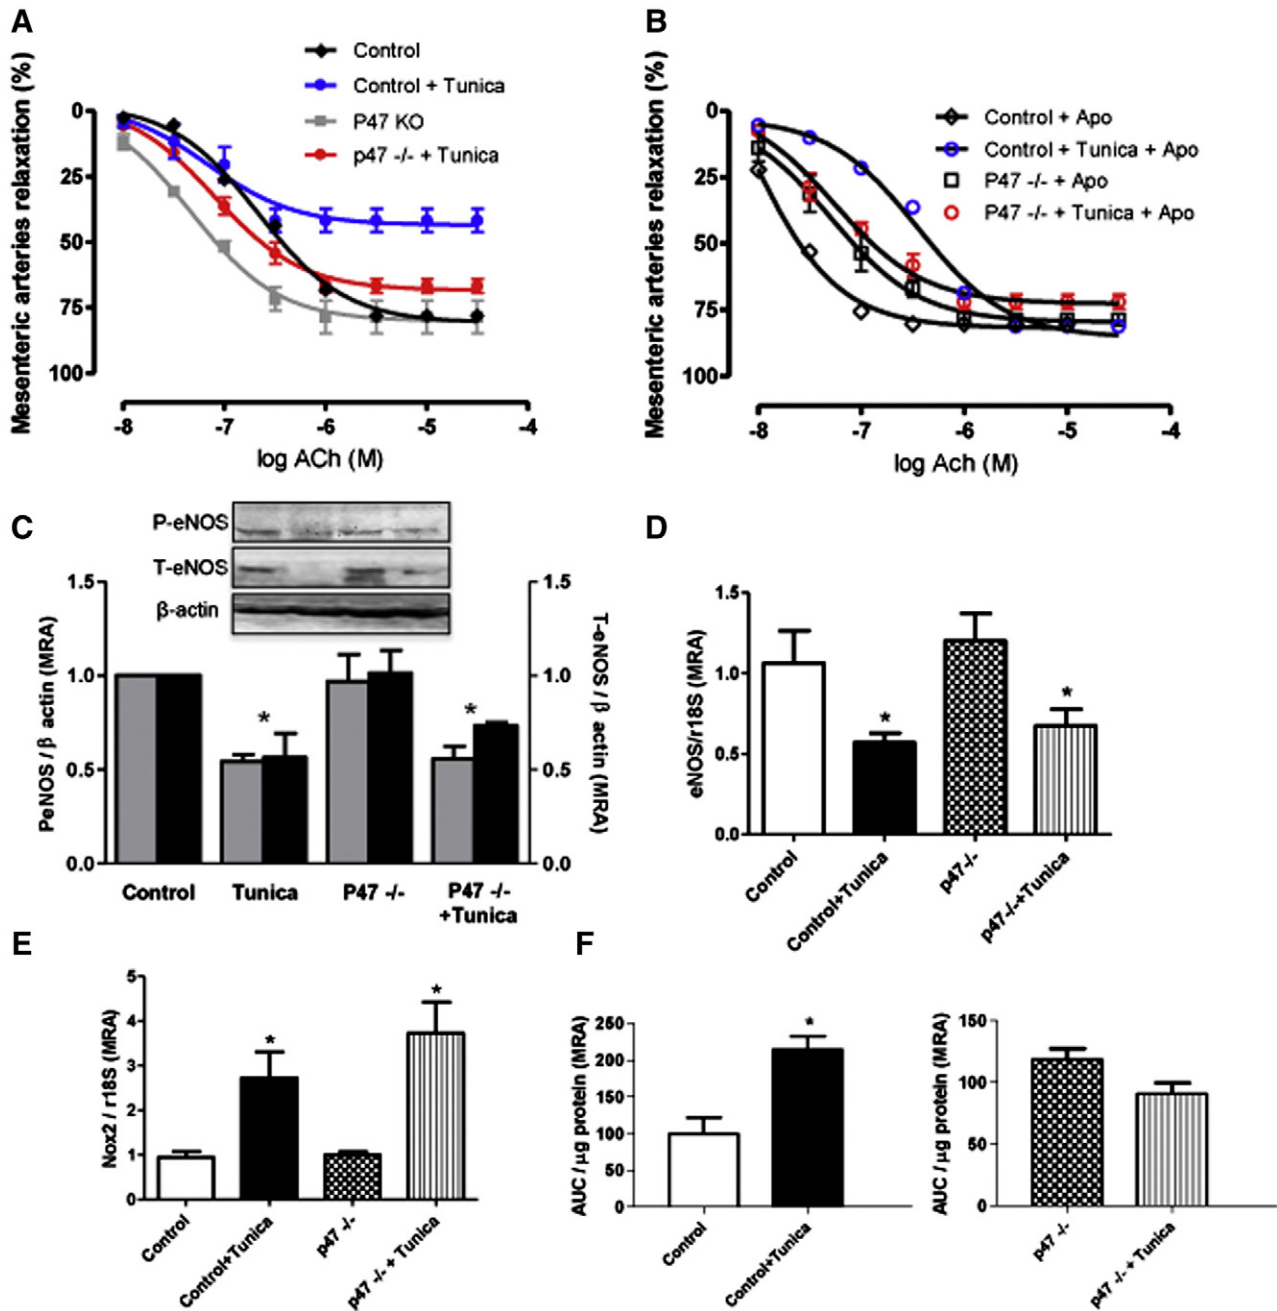 A
Mesenteric arteries relaxation (%)
Control
Control + Tunica
P47 KO
p47 -/- + Tunica
0
25
50
75
100
-8 -7 -6 -5 -4
log ACh (M)
B
Mesenteric arteries relaxation (%)
Control + Apo
Control + Tunica + Apo
P47 -/- + Apo
P47 -/- + Tunica + Apo
0
25
50
75
100
-8 -7 -6 -5 -4
log Ach (M)
C
P-eNOS
T-eNOS
β-actin
PeNOS / β actin (MRA)
1.5
1.0
0.5
0.0
* *
1.5
1.0
0.5
0.0
T-eNOS / β actin (MRA)
Control Tunica P47 -/- P47 -/-
+Tunica
D
eNOS/r18S (MRA)
1.5
1.0
0.5
0.0
* *
Control
Control+Tunica
p47-/-
p47-/-+Tunica
E
Nox2 / r18S (MRA)
5
4
3
2
1
0
* *
Control
Control+Tunica
p47 -/-
p47 -/- + Tunica
F
AUC / µg protein (MRA)
250
200
150
100
50
0
*
Control
Control+Tunica
AUC / µg protein (MRA)
150
100
50
0
p47 -/-
p47 -/- + Tunica